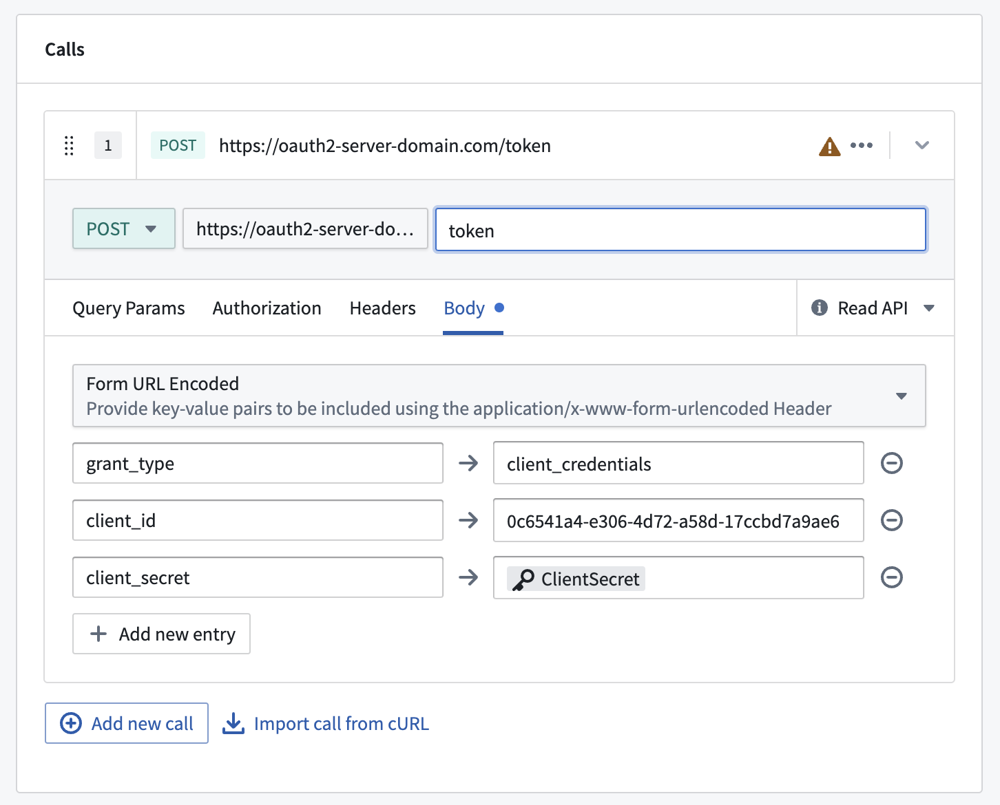 Calls
1
POST
https://oauth2-server-domain.com/token
POST
https://oauth2-server-do...
token
Query Params
Authorization
Headers
Body
Read API
Form URL Encoded
Provide key-value pairs to be included using the application/x-www-form-urlencoded Header
grant_type
client_credentials
client_id
0c6541a4-e306-4d72-a58d-17ccbd7a9ae6
client_secret
ClientSecret
Add new entry
Add new call
Import call from cURL